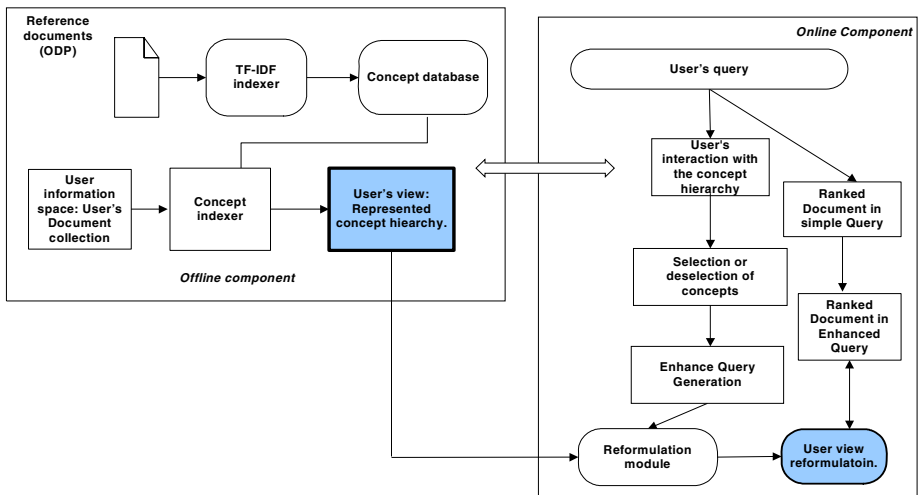 Reference
documents
(ODP)
TF-IDF
indexer
Concept database
User
information
space: User's
Document
collection
Concept
indexer
User's view:
Represented
concept hiearchy.
Offline component
Online Component
User's query
User's
interaction with
the concept
hierarchy
Ranked
Document in
simple Query
Selection or
deselection of
concepts
Ranked
Document in
Enhanced
Query
Enhance Query
Generation
Reformulation
module
User view
reformulatoin.